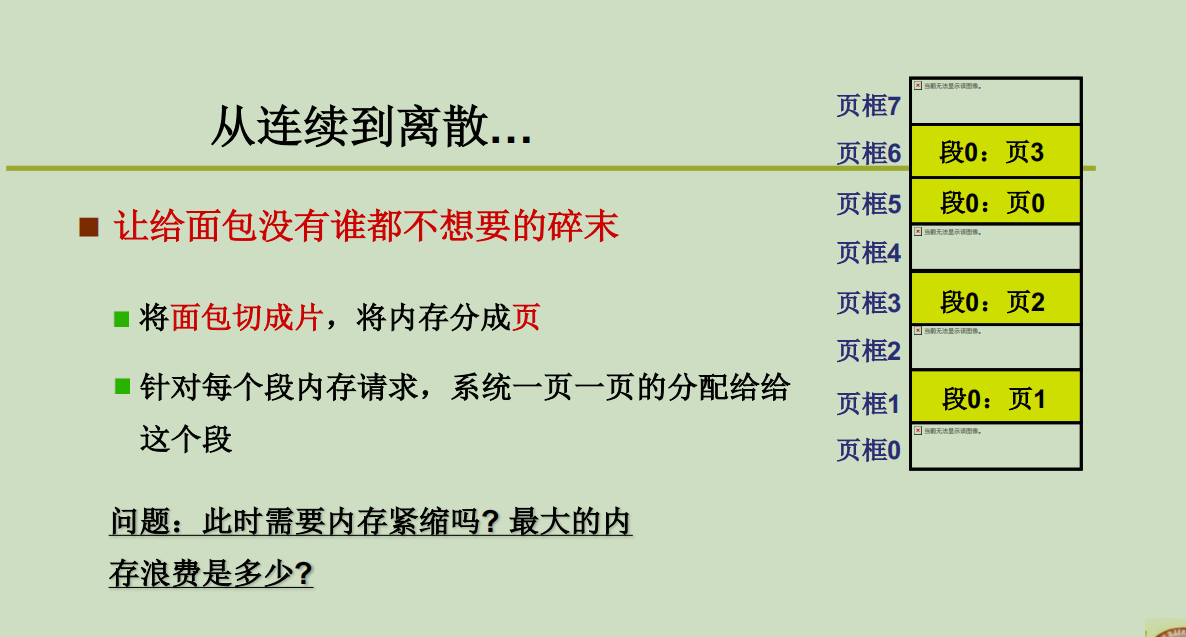 从连续到离散…
让给面包没有谁都不想要的碎末
将面包切成片，将内存分成页
针对每个段内存请求，系统一页一页的分配给给
这个段
问题：此时需要内存紧缩吗? 最大的内
存浪费是多少?
页框7
当前无法显示该图像。
页框6
段0：页3
页框5
段0：页0
页框4
当前无法显示该图像。
页框3
段0：页2
页框2
当前无法显示该图像。
页框1
段0：页1
页框0
当前无法显示该图像。